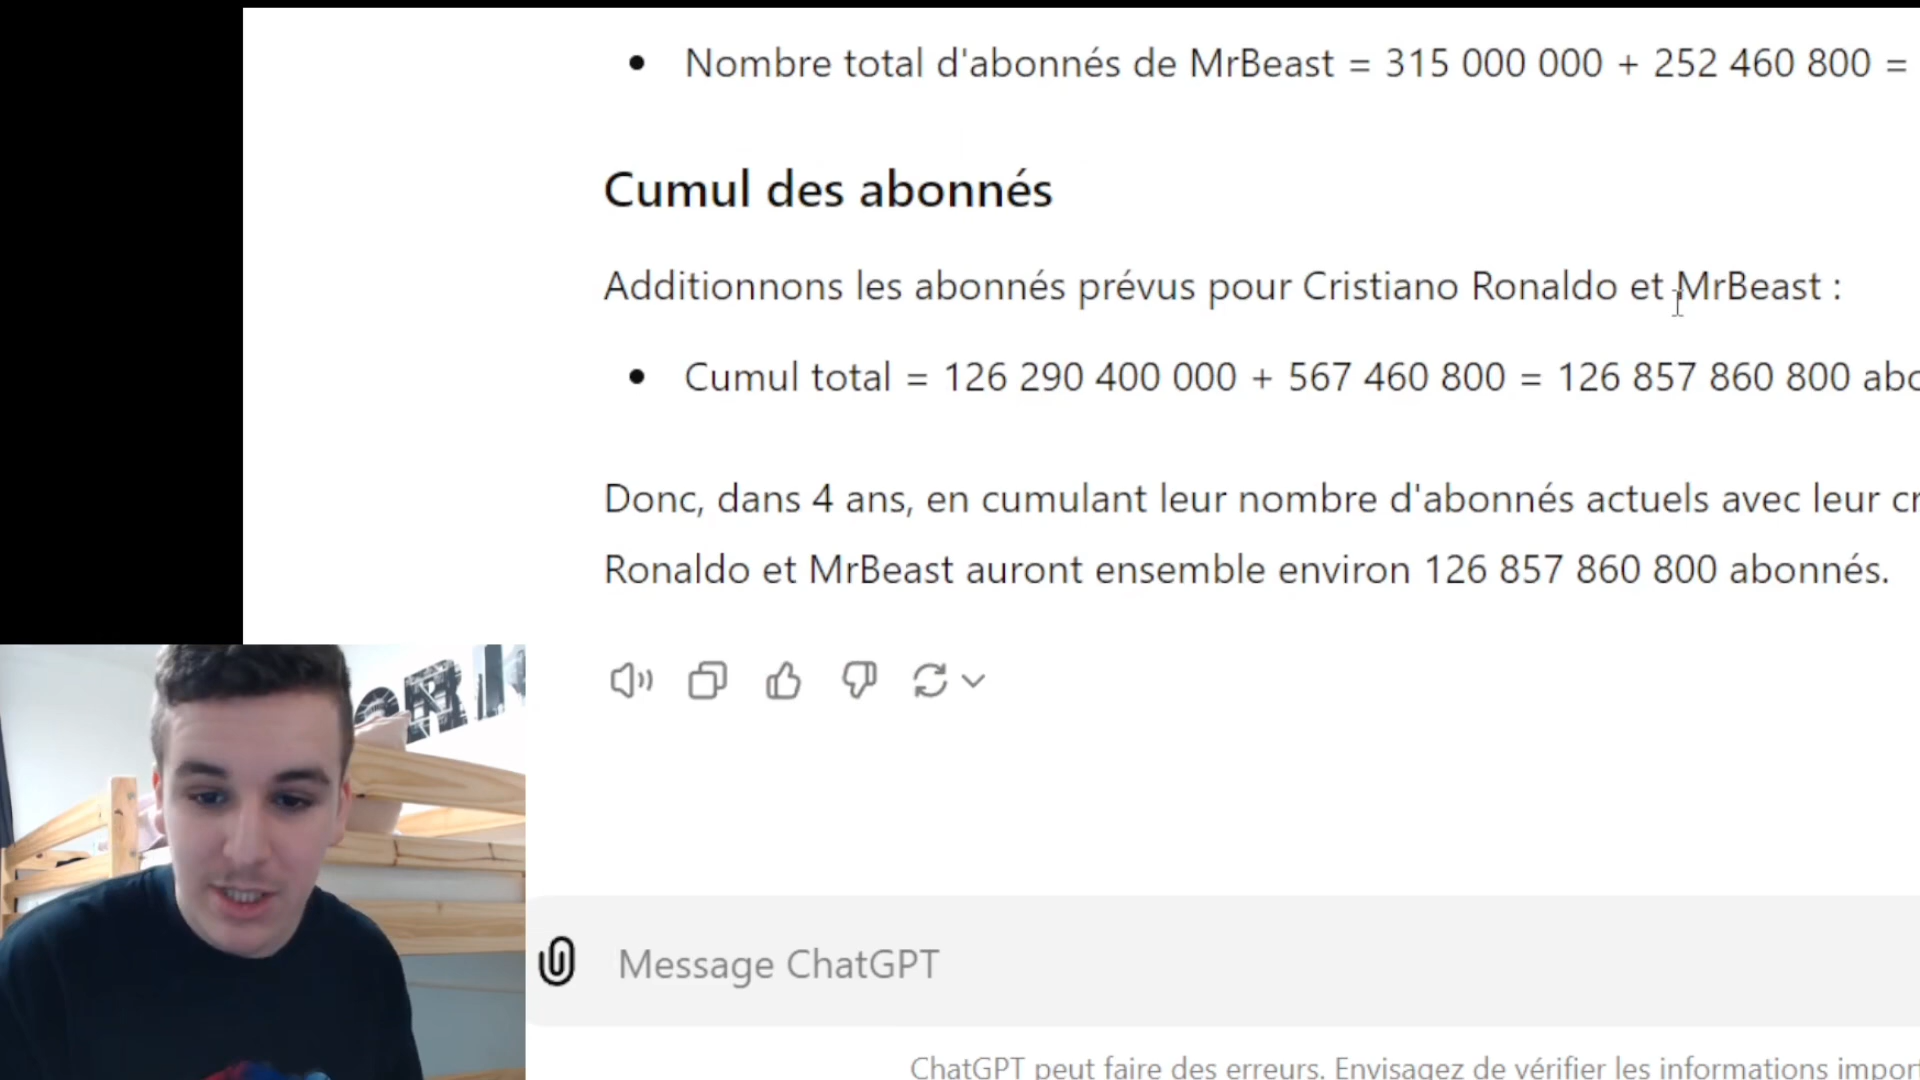 Nombre total d'abonnés de MrBeast = 315 000 000 + 252 460 800 =
Cumul des abonnés
Additionnons les abonnés prévus pour Cristiano Ronaldo et MrBeast :
Cumul total = 126 290 400 000 + 567 460 800 = 126 857 860 800
Donc, dans 4 ans, en cumulant leur nombre d'abonnés actuels avec leur
Ronaldo et MrBeast auront ensemble environ 126 857 860 800 abonnés.
Message ChatGPT
ChatGPT peut faire des erreurs. Envisagez de vérifier les informations